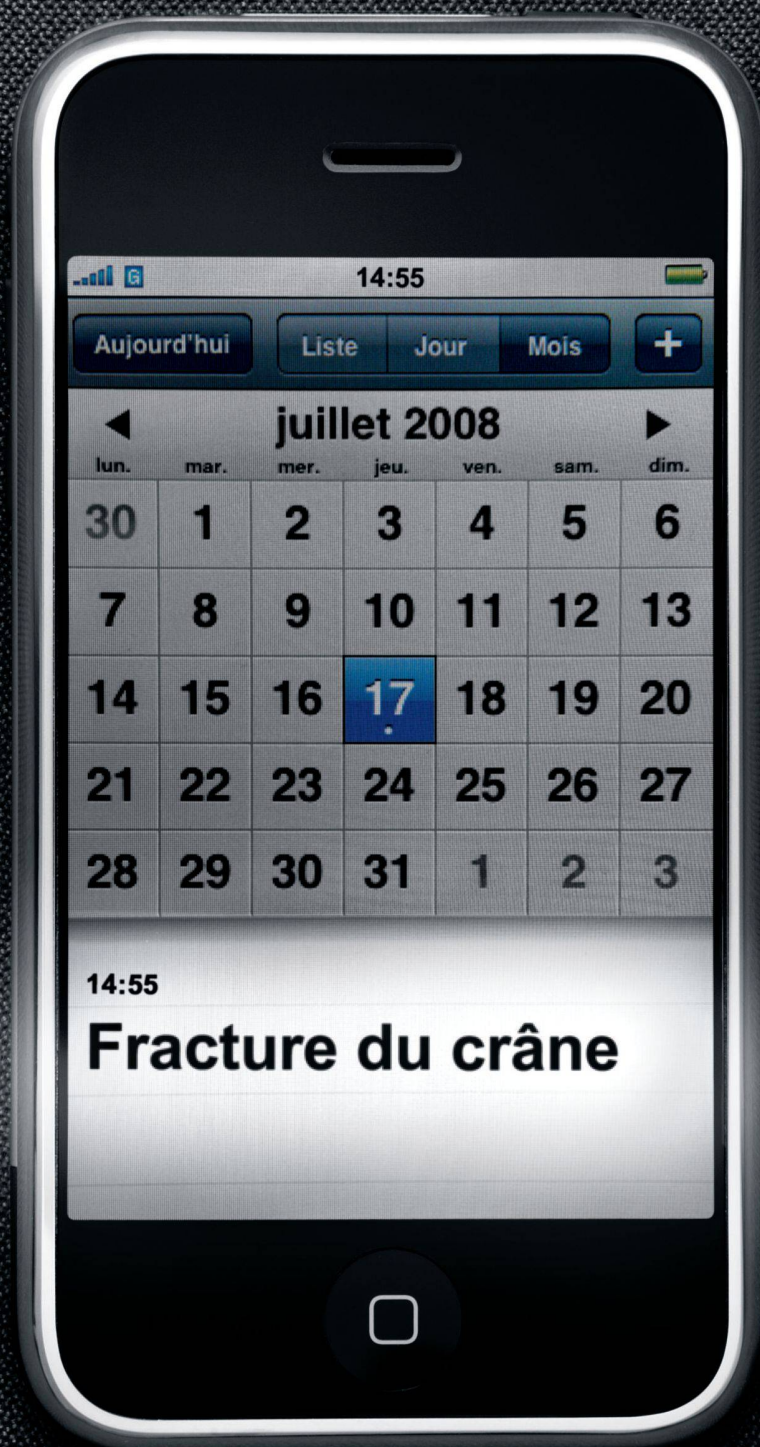 G 14:55
Aujourd'hui Liste Jour Mois +
juillet 2008
lun. mar. mer. jeu. ven. sam. dim.
30 1 2 3 4 5 6
7 8 9 10 11 12 13
14 15 16 17 18 19 20
21 22 23 24 25 26 27
28 29 30 31 1 2 3
14:55
Fracture du crâne